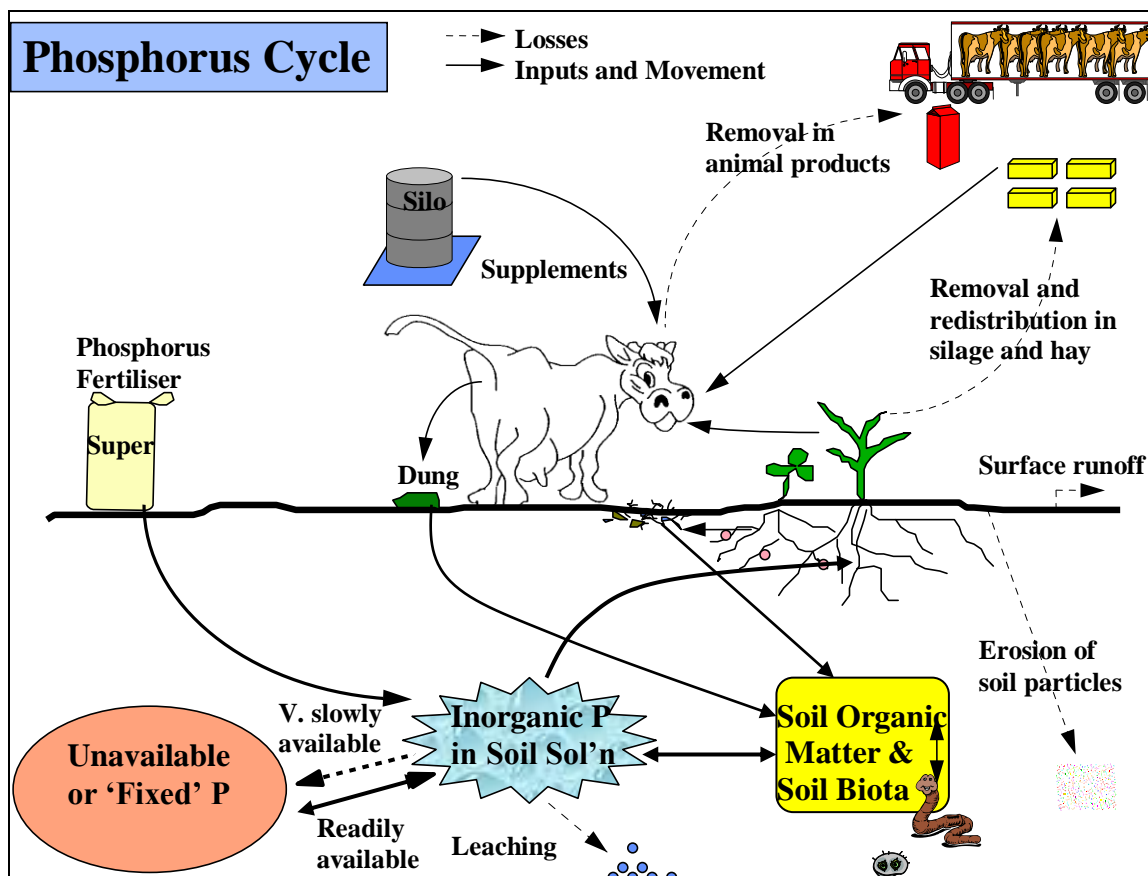 Phosphorus Cycle
Losses
Inputs and Movement
Removal in
animal products
Silo
Supplements
Removal and
redistribution in
silage and hay
Phosphorus
Fertiliser
Super
Dung
Surface runoff
Erosion of
soil particles
V. slowly
available
Inorganic P
in Soil Sol'n
Soil Organic
Matter &
Soil Biota
Unavailable
or ‘Fixed’ P
Readily
available
Leaching